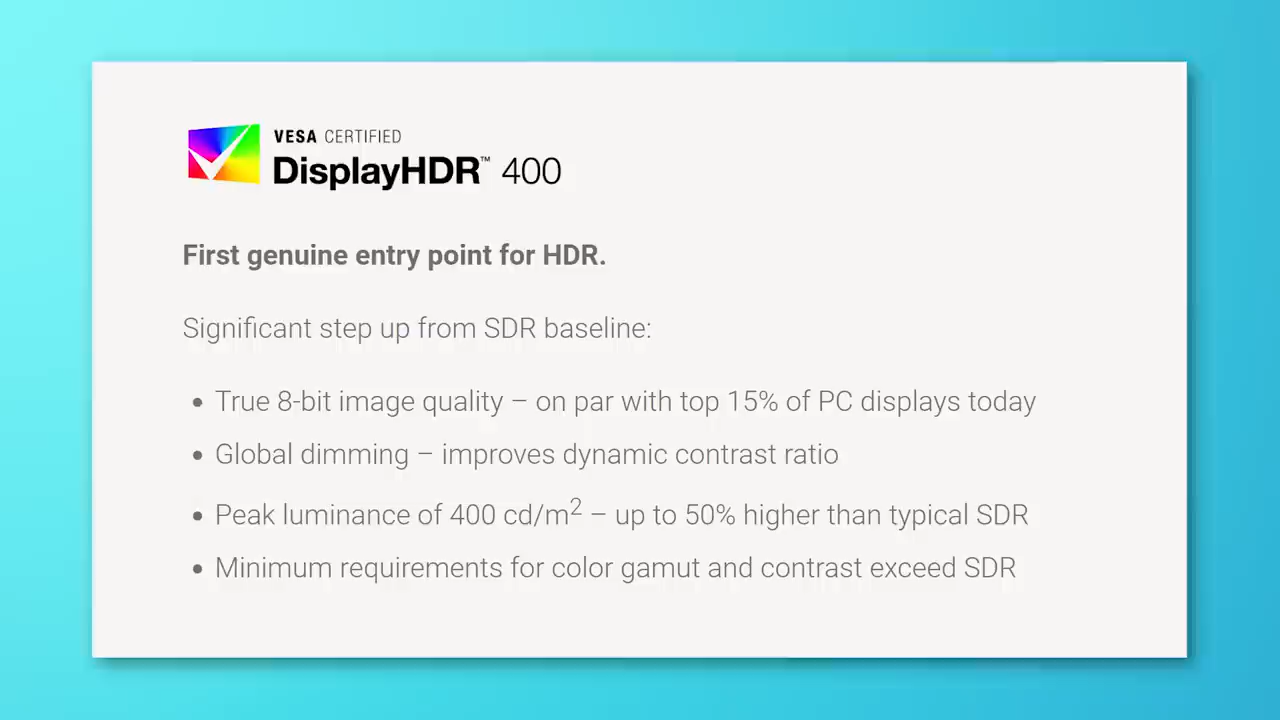 VESA CERTIFIED
DisplayHDR™ 400
First genuine entry point for HDR.
Significant step up from SDR baseline:
• True 8-bit image quality – on par with top 15% of PC displays today
• Global dimming – improves dynamic contrast ratio
• Peak luminance of 400 cd/m² – up to 50% higher than typical SDR
• Minimum requirements for color gamut and contrast exceed SDR